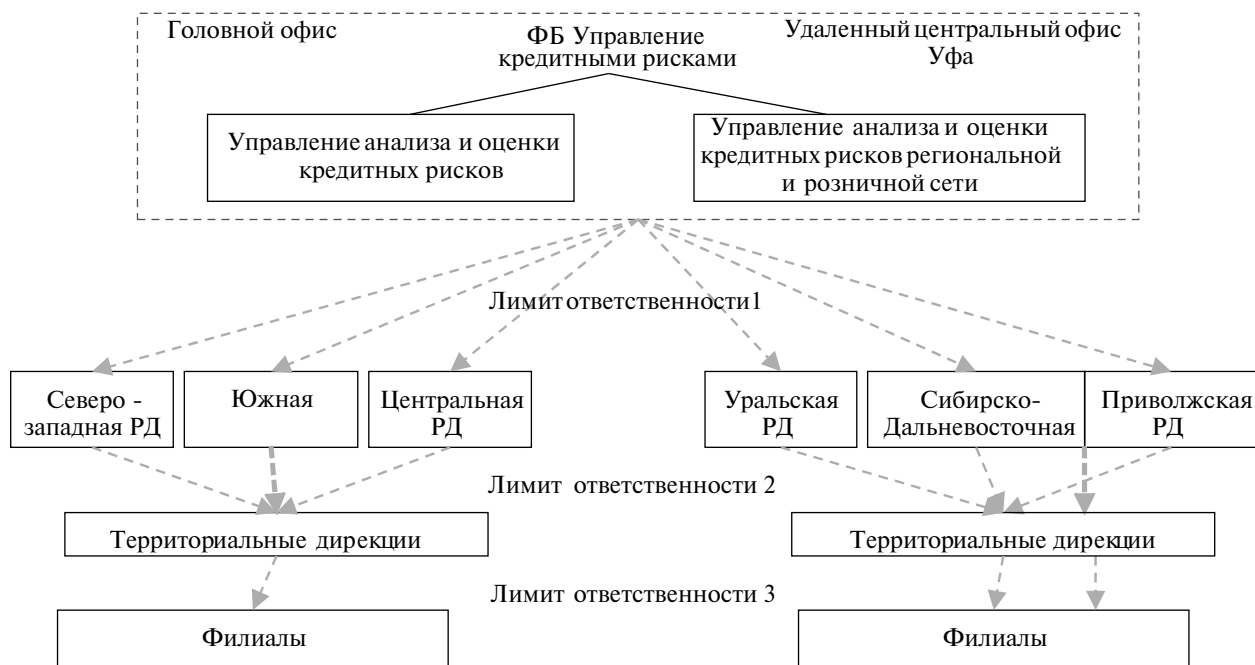 Головной офис
ФБ Управление
кредитными рисками
Удаленный центральный офис
Уфа
Управление анализа и оценки
кредитных рисков
Управление анализа и оценки
кредитных рисков региональной
и розничной сети
Лимит ответственности 1
Северо -
западная РД
Южная
Центральная
РД
Уральская
РД
Сибирско-
Дальневосточная
Приволжская
РД
Лимит ответственности 2
Территориальные дирекции
Территориальные дирекции
Лимит ответственности 3
Филиалы
Филиалы